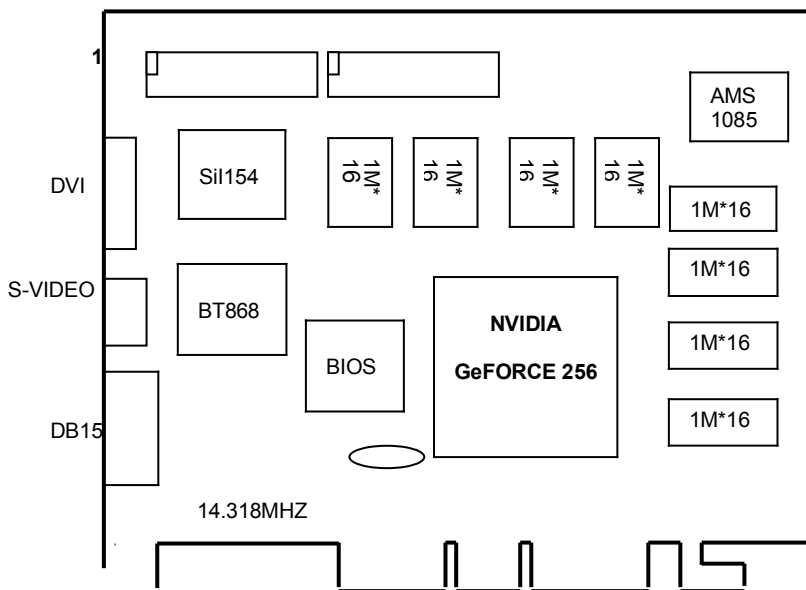 1
AMS
1085
DVI
SiI154
1M*
16
1M*
16
1M*
16
1M*
16
1M*16
S-VIDEO
BT868
1M*16
NVIDIA
GeFORCE 256
BIOS
1M*16
DB15
1M*16
14.318MHZ